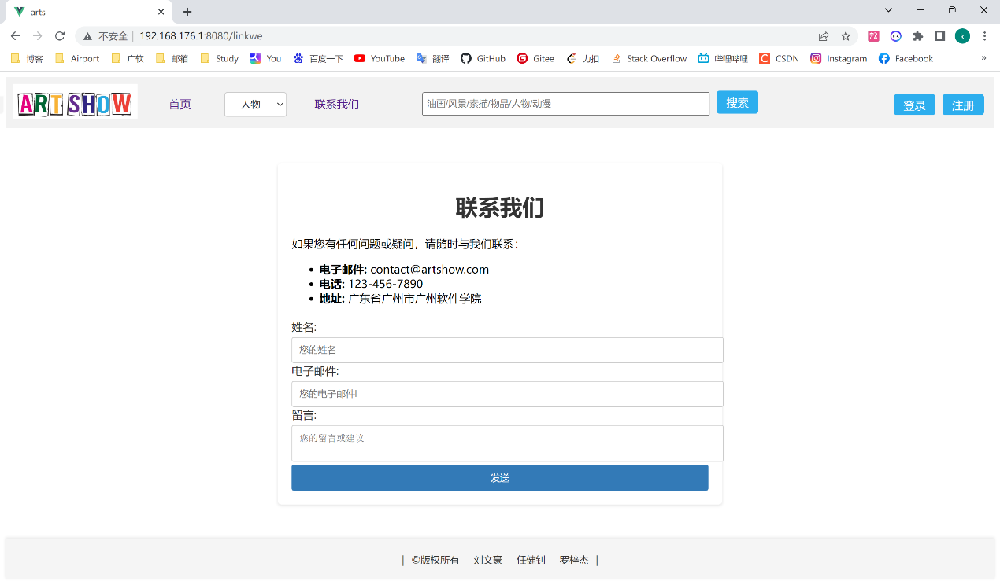 arts
不安全 192.168.176.1:8080/linkwe
k
博客 Airport 广软 邮箱 Study You 百度一下 YouTube 翻译 GitHub Gitee 力扣 Stack Overflow 哔哩哔哩 CSDN Instagram Facebook »
ARTSHOW 首页 人物 联系我们 油画/风景/素描/物品/人物/动漫 搜索 登录 注册
联系我们
如果您有任何问题或疑问，请随时与我们联系：
• 电子邮件: contact@artshow.com
• 电话: 123-456-7890
• 地址: 广东省广州市广州软件学院
姓名:
您的姓名
电子邮件:
您的电子邮件l
留言:
您的留言或建议
发送
| ©版权所有 刘文豪 任健钊 罗梓杰 |